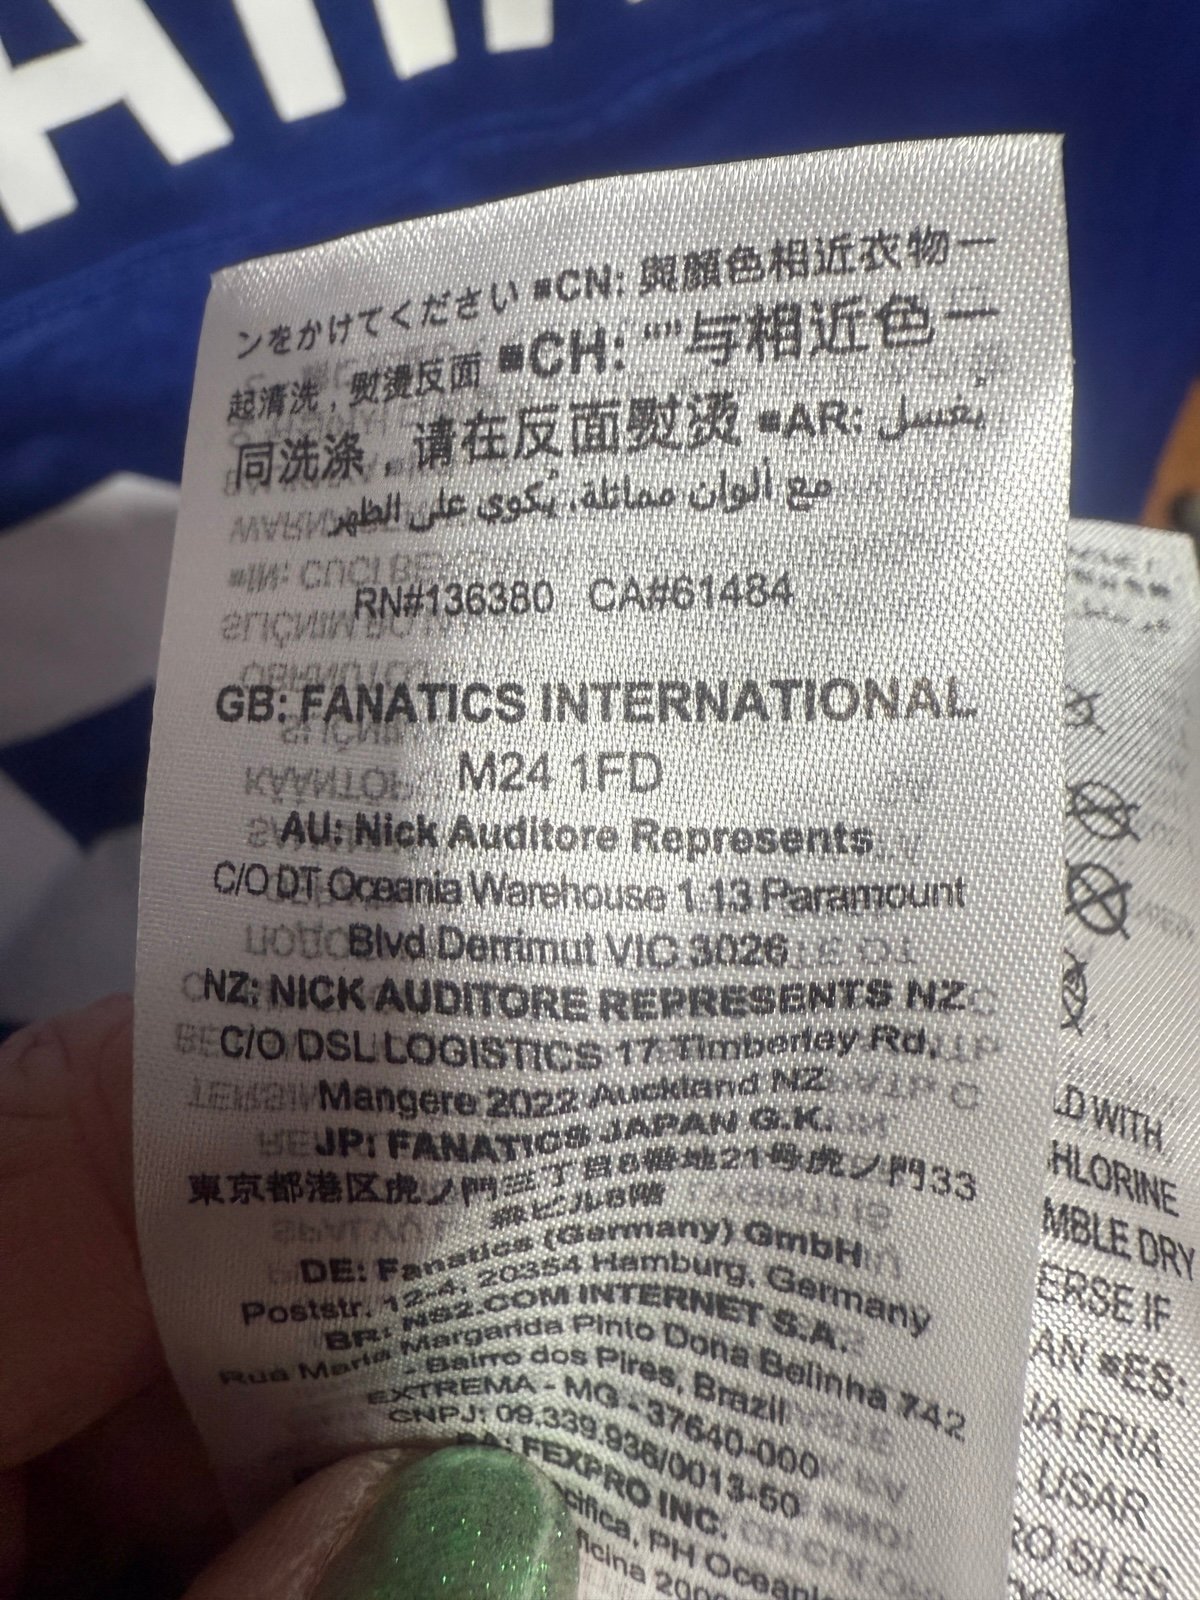 ンをかけてください ■CN: 與顏色相近衣物一
起清洗，熨燙反面 ■CH: ""与相近色一
同洗涤，请在反面熨烫 ■AR: يغسل
مع ألوان مماثلة، يُكوى على الظهر
RN#136380 CA#61484
GB: FANATICS INTERNATIONAL
M24 1FD
AU: Nick Auditore Represents
C/O DT Oceania Warehouse 1.13 Paramount
Blvd Derrimut VIC 3026
NZ: NICK AUDITORE REPRESENTS NZ
C/O DSL LOGISTICS 17 Timberley Rd,
Mangere 2022 Auckland NZ
JP: FANATICS JAPAN G.K.
東京都港区虎ノ門三丁目6番地21号虎ノ門33
森ビル8階
DE: Fanatics (Germany) GmbH
Poststr. 12-4, 20354 Hamburg, Germany
BR: NS2.COM INTERNET S.A.
Rua Maria Margarida Pinto Dona Belinha 742
- Bairro dos Pires, Brazil
EXTREMA - MG - 37640-000
CNPJ: 09.339.936/0013-50
FEXPRO INC.
PH Oceani
LD WITH
HLORINE
MBLE DRY
ERSE IF
AN ■ES:
UA FRIA
USAR
RO SI ES